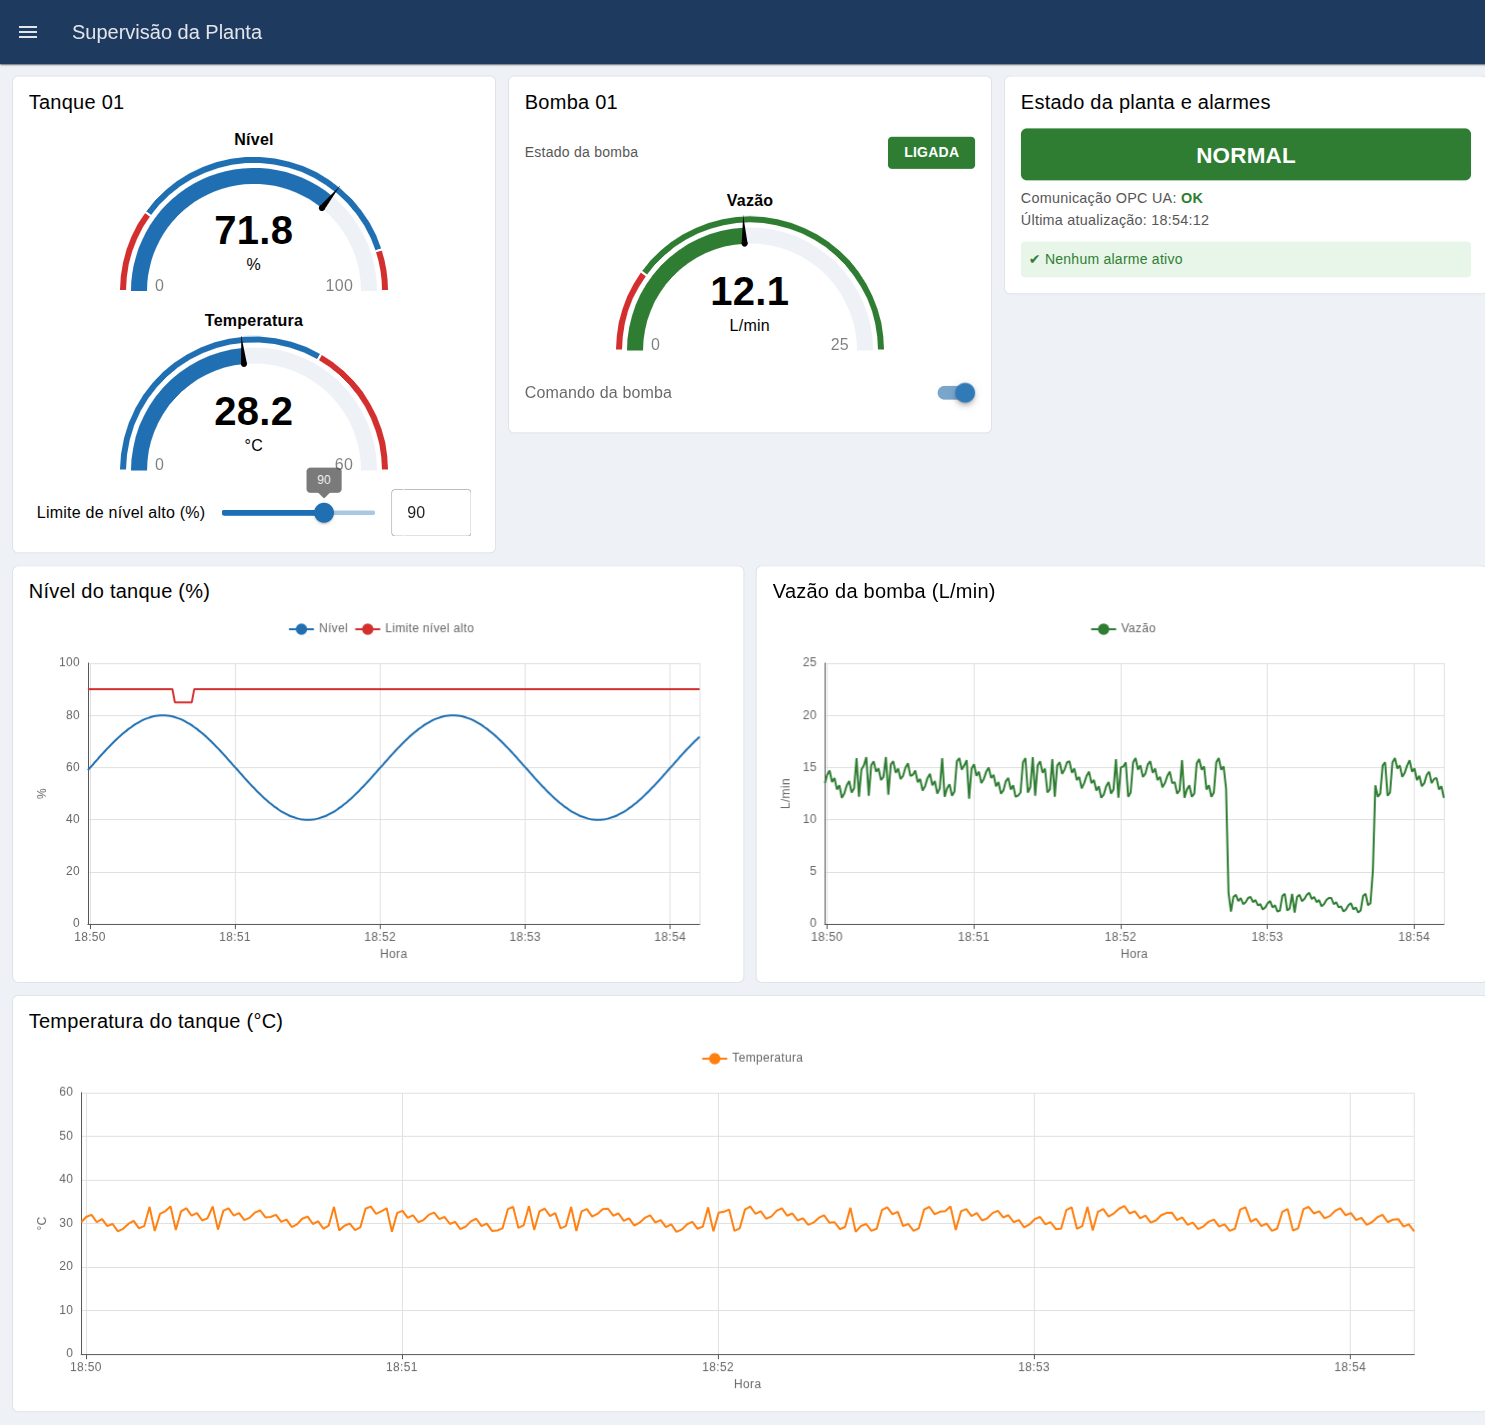 Supervisão da Planta
Tanque 01
Nível
71.8
%
0 100
Temperatura
28.2
°C
0 60
90
Limite de nível alto (%) 90
Bomba 01
Estado da bomba LIGADA
Vazão
12.1
L/min
0 25
Comando da bomba
Estado da planta e alarmes
NORMAL
Comunicação OPC UA: OK
Última atualização: 18:54:12
✔ Nenhum alarme ativo
Nível do tanque (%)
Nível Limite nível alto
100
80
60
40
20
0
%
18:50 18:51 18:52 18:53 18:54
Hora
Vazão da bomba (L/min)
Vazão
25
20
15
10
5
0
L/min
18:50 18:51 18:52 18:53 18:54
Hora
Temperatura do tanque (°C)
Temperatura
60
50
40
30
20
10
0
°C
18:50 18:51 18:52 18:53 18:54
Hora